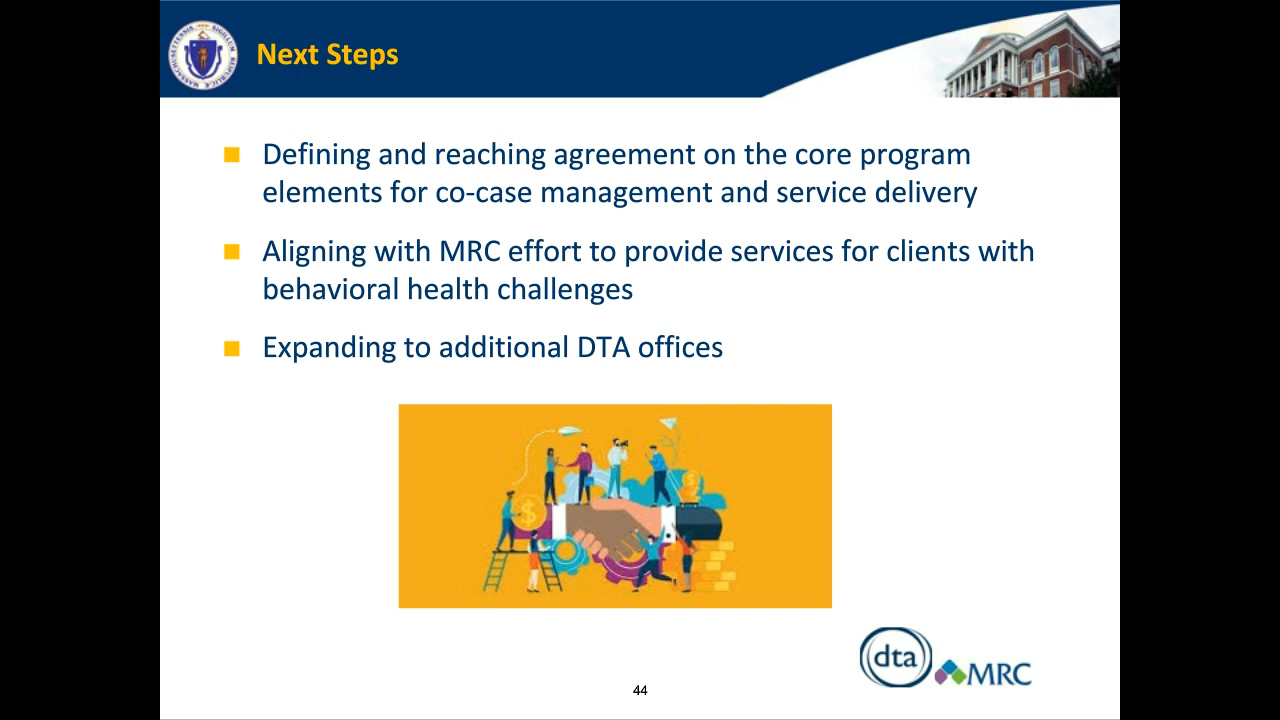 Next Steps
Defining and reaching agreement on the core program
elements for co-case management and service delivery
Aligning with MRC effort to provide services for clients with
behavioral health challenges
Expanding to additional DTA offices
$
dta
MRC
44